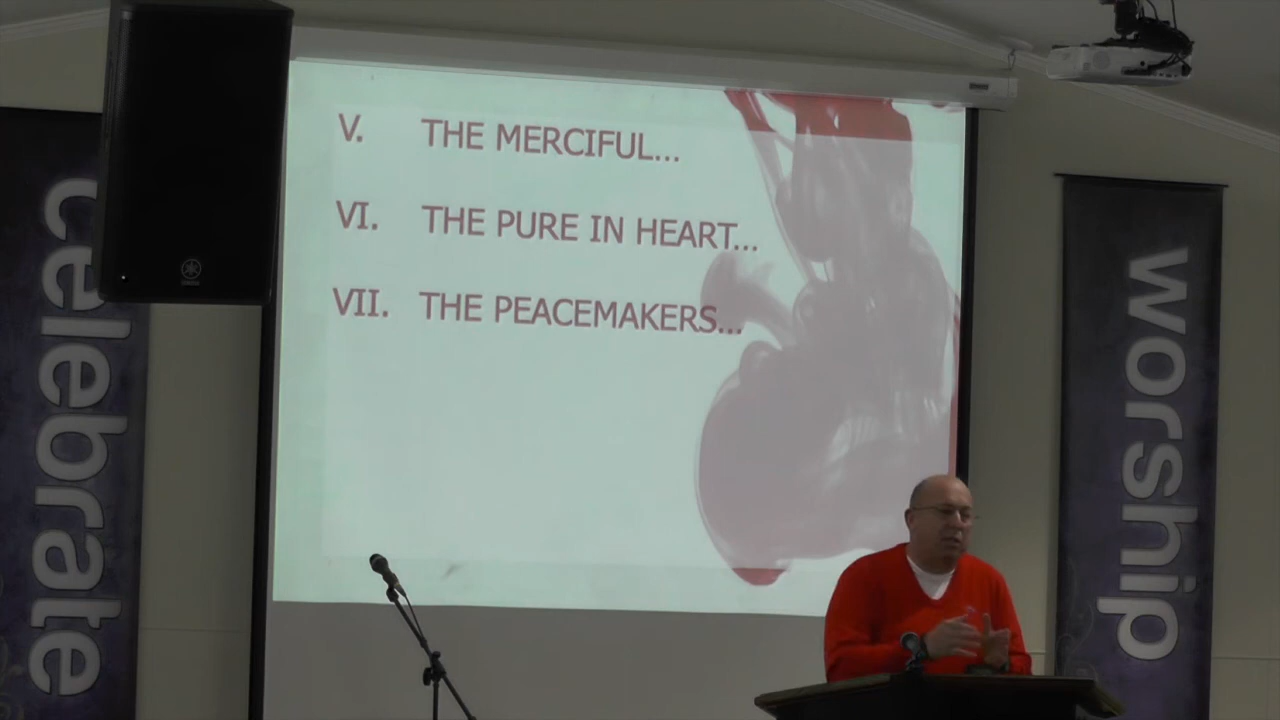 celebrate
V. THE MERCIFUL...
VI. THE PURE IN HEART...
VII. THE PEACEMAKERS...
worship